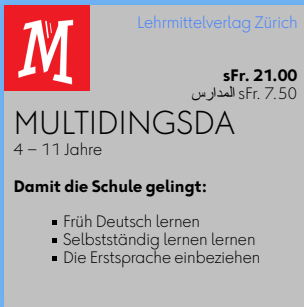 M
Lehrmittelverlag Zürich
sFr. 21.00
المدارس sFr. 7.50
MULTIDINGSDA
4 – 11 Jahre
Damit die Schule gelingt:
▪ Früh Deutsch lernen
▪ Selbstständig lernen lernen
▪ Die Erstsprache einbeziehen